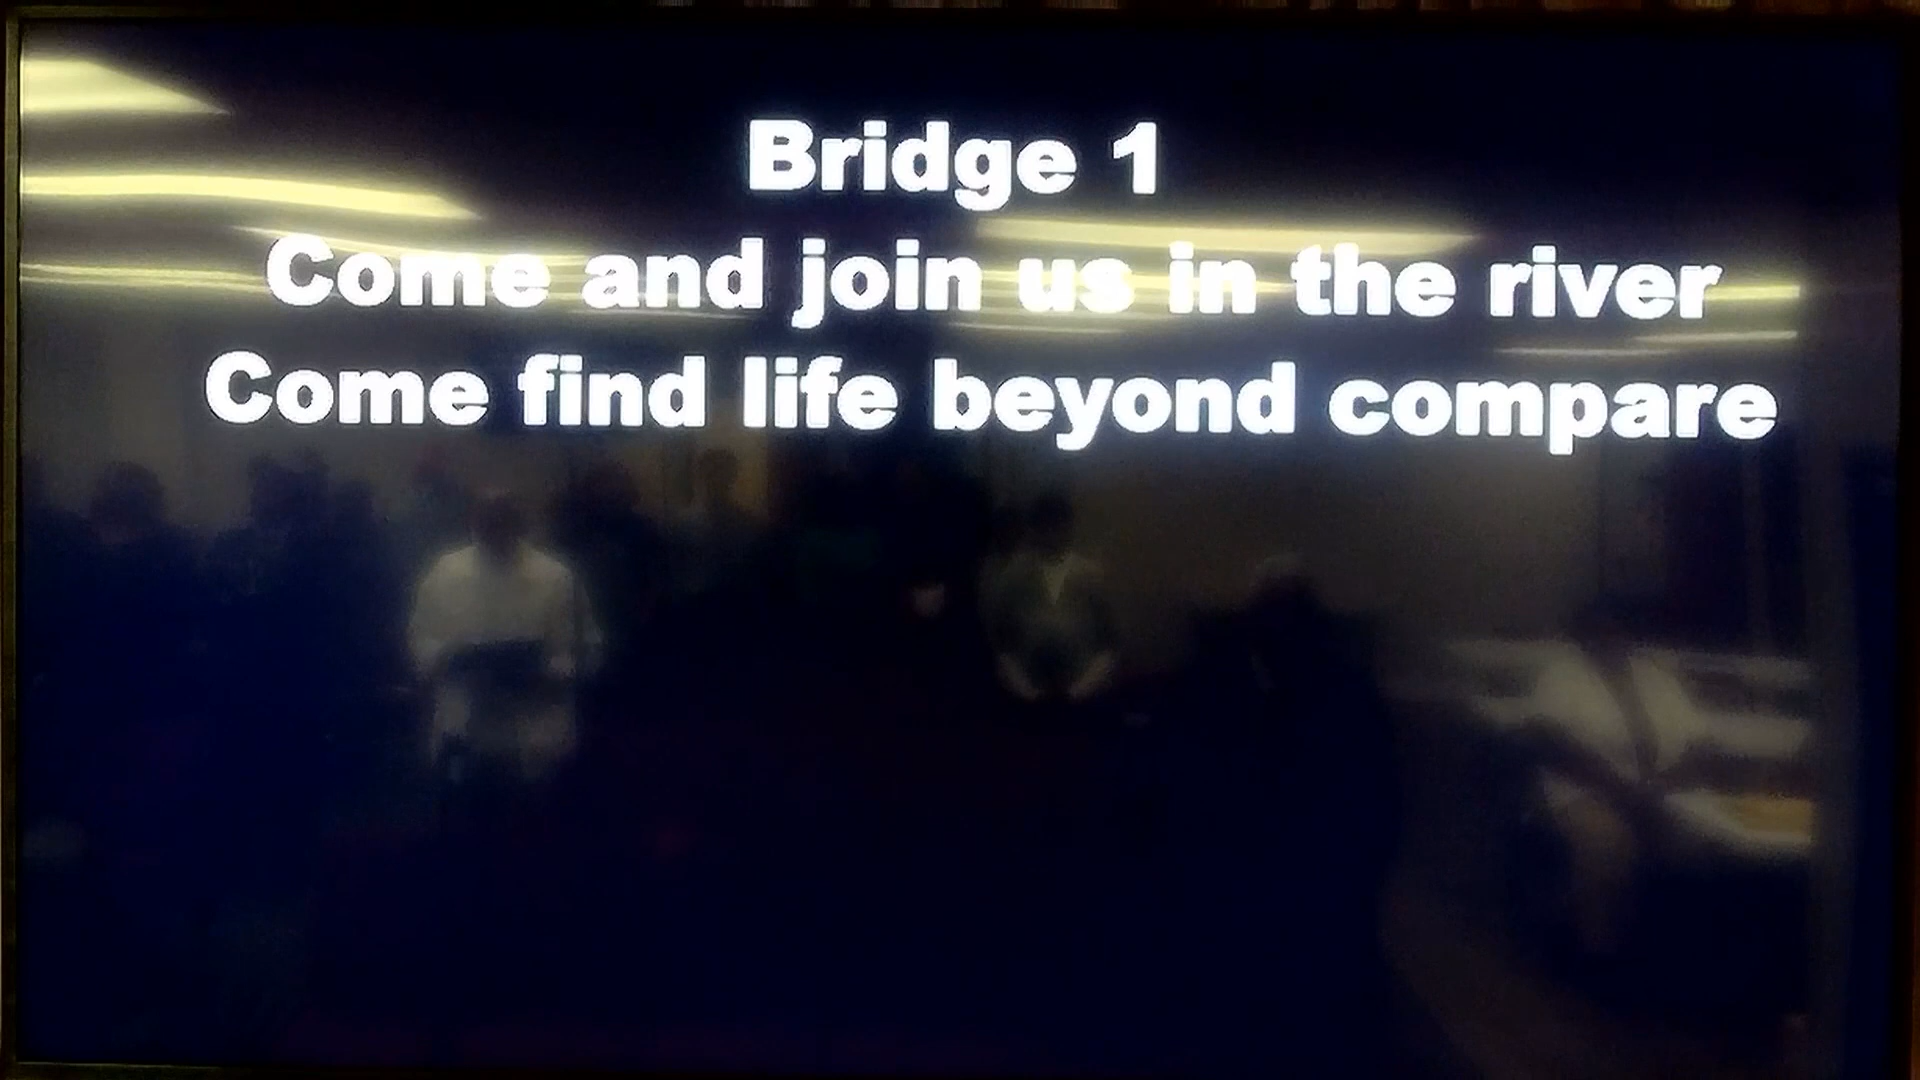 Bridge 1
Come and join us in the river
Come find life beyond compare